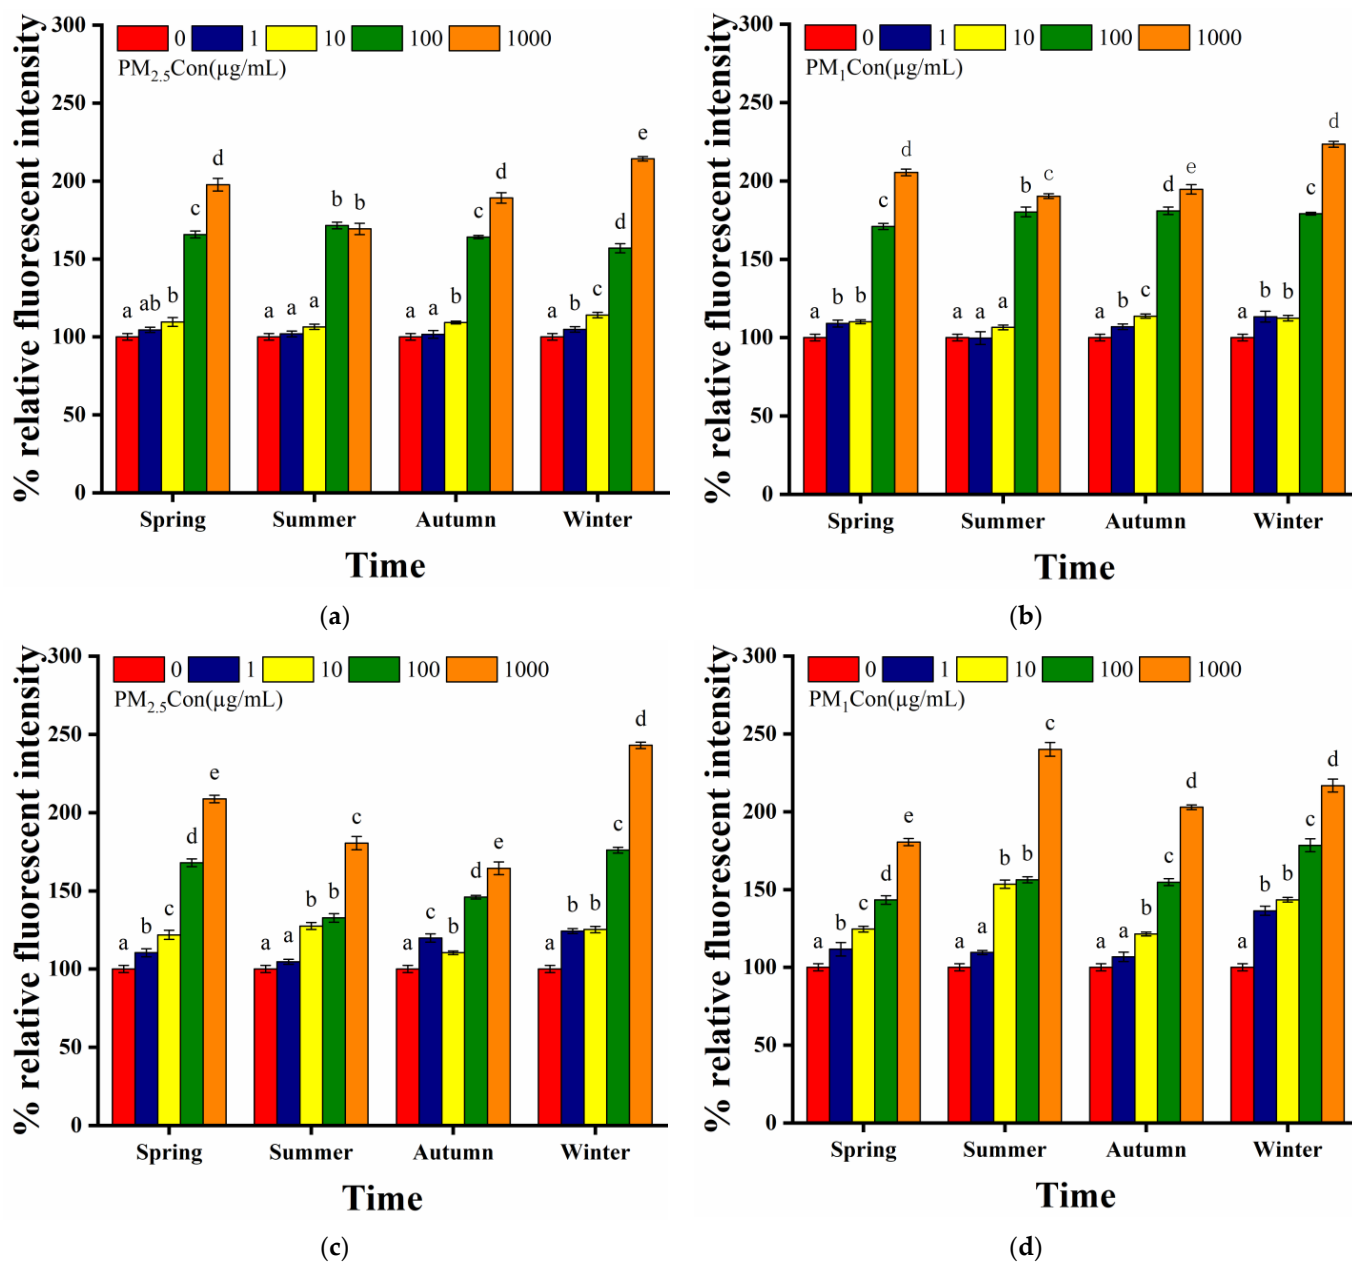 300
250
200
150
100
50
0
% relative fluorescent intensity
0 1 10 100 1000
PM2.5Con(µg/mL)
a ab b c d
a a a b b
a a b c d
a b c d e
Spring Summer Autumn Winter
Time
(a)
300
250
200
150
100
50
0
% relative fluorescent intensity
0 1 10 100 1000
PM1Con(µg/mL)
a b b c d
a a a b c
a b c d e
a b b c d
Spring Summer Autumn Winter
Time
(b)
300
250
200
150
100
50
0
% relative fluorescent intensity
0 1 10 100 1000
PM2.5Con(µg/mL)
a b c d e
a a b b c
a c b d e
a b b c d
Spring Summer Autumn Winter
Time
(c)
300
250
200
150
100
50
0
% relative fluorescent intensity
0 1 10 100 1000
PM1Con(µg/mL)
a b c d e
a a b b c
a a b c d
a b b c d
Spring Summer Autumn Winter
Time
(d)